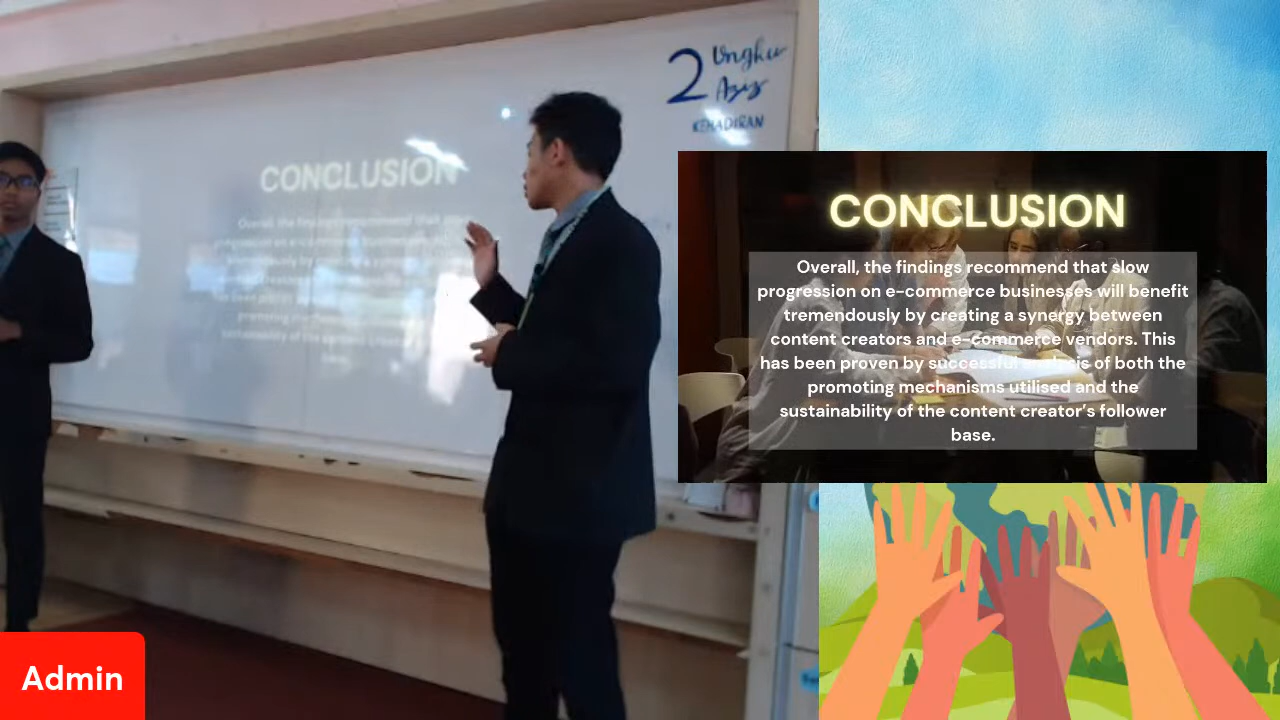 2 Ungku
Aziz
KEHADIRAN
CONCLUSION
CONCLUSION
Overall, the findings recommend that slow
progression on e-commerce businesses will benefit
tremendously by creating a synergy between
content creators and e-commerce vendors. This
has been proven by successful analysis of both the
promoting mechanisms utilised and the
sustainability of the content creator's follower
base.
Admin